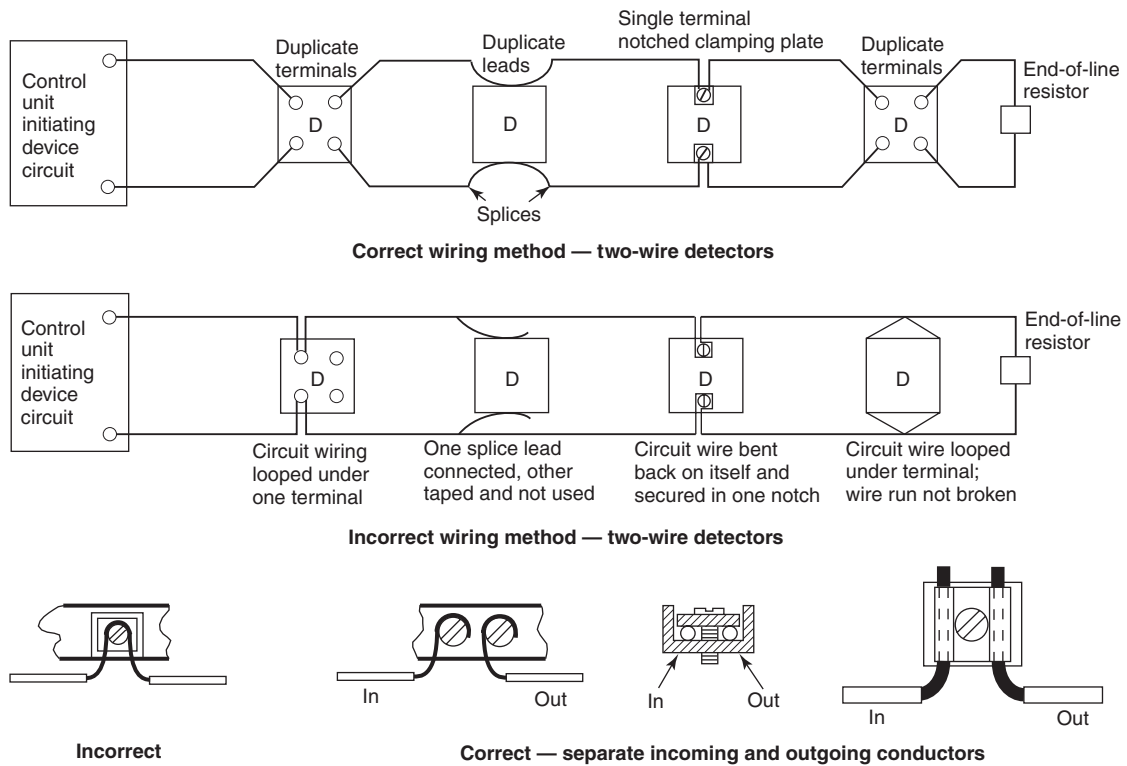 Control
unit
initiating
device
circuit
Duplicate
terminals
D
Duplicate
leads
D
Splices
Single terminal
notched clamping plate
D
Duplicate
terminals
D
End-of-line
resistor
Correct wiring method — two-wire detectors
Control
unit
initiating
device
circuit
D
Circuit wiring
looped under
one terminal
D
One splice lead
connected, other
taped and not used
D
Circuit wire bent
back on itself and
secured in one notch
D
Circuit wire looped
under terminal;
wire run not broken
End-of-line
resistor
Incorrect wiring method — two-wire detectors
Incorrect
In
Out
In
Out
In
Out
Correct — separate incoming and outgoing conductors